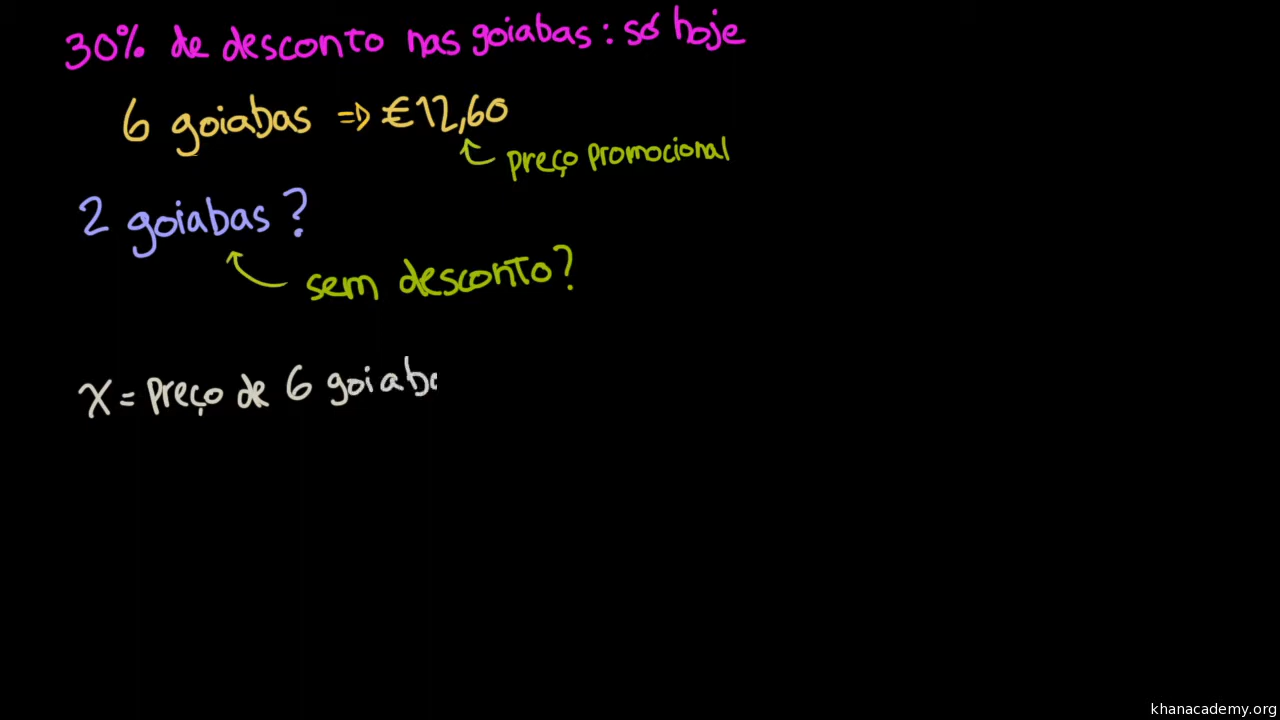 30% de desconto nas goiabas : só hoje
6 goiabas => €12,60
preço promocional
2 goiabas ?
sem desconto?
x = preço de 6 goiaba
khanacademy.org